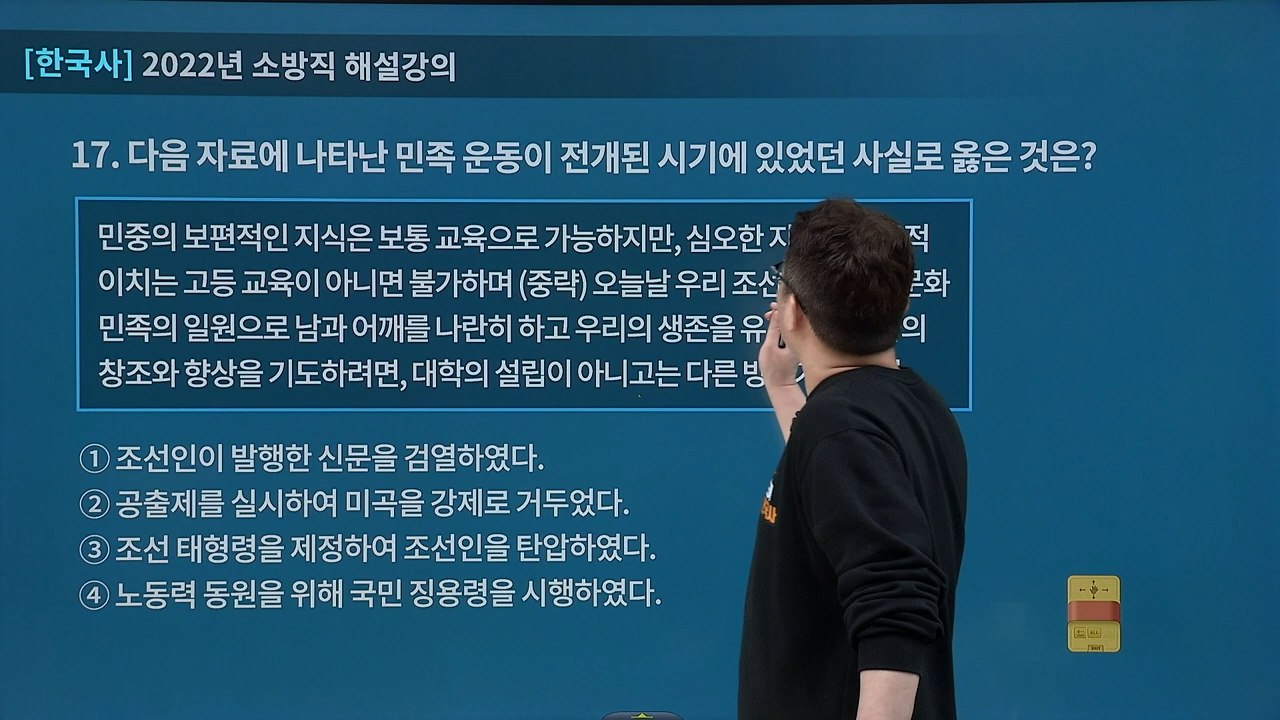 [한국사] 2022년 소방직 해설강의
17. 다음 자료에 나타난 민족 운동이 전개된 시기에 있었던 사실로 옳은 것은?
민중의 보편적인 지식은 보통 교육으로 가능하지만, 심오한
이치는 고등 교육이 아니면 불가하며 (중략) 오늘날 우리
민족의 일원으로 남과 어깨를 나란히 하고 우리의 생존을
창조와 향상을 기도하려면, 대학의 설립이 아니고는 다른
① 조선인이 발행한 신문을 검열하였다.
② 공출제를 실시하여 미곡을 강제로 거두었다.
③ 조선 태형령을 제정하여 조선인을 탄압하였다.
④ 노동력 동원을 위해 국민 징용령을 시행하였다.
ALL
EXIT